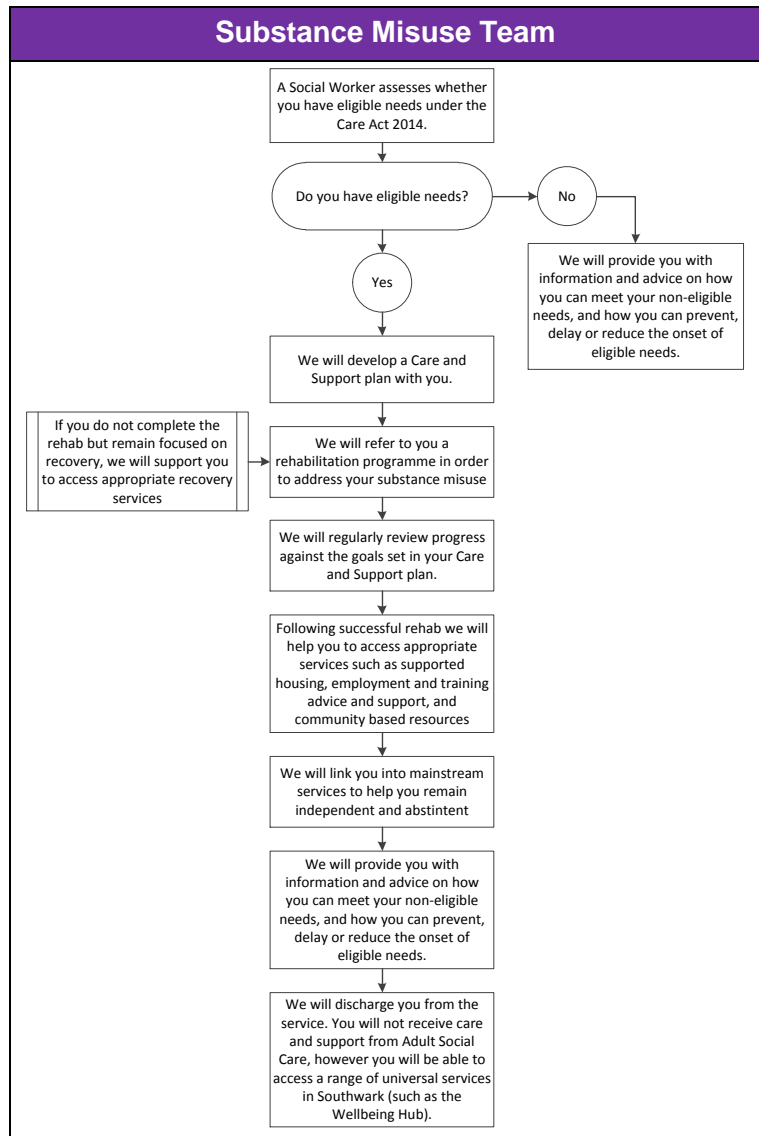 Substance Misuse Team
A Social Worker assesses whether
you have eligible needs under the
Care Act 2014.
Do you have eligible needs?
No
Yes
We will provide you with
information and advice on how
you can meet your non-eligible
needs, and how you can prevent,
delay or reduce the onset of
eligible needs.
We will develop a Care and
Support plan with you.
If you do not complete the
rehab but remain focused on
recovery, we will support you
to access appropriate recovery
services
We will refer to you a
rehabilitation programme in order
to address your substance misuse
We will regularly review progress
against the goals set in your Care
and Support plan.
Following successful rehab we will
help you to access appropriate
services such as supported
housing, employment and training
advice and support, and
community based resources
We will link you into mainstream
services to help you remain
independent and abstintent
We will provide you with
information and advice on how
you can meet your non-eligible
needs, and how you can prevent,
delay or reduce the onset of
eligible needs.
We will discharge you from the
service. You will not receive care
and support from Adult Social
Care, however you will be able to
access a range of universal services
in Southwark (such as the
Wellbeing Hub).